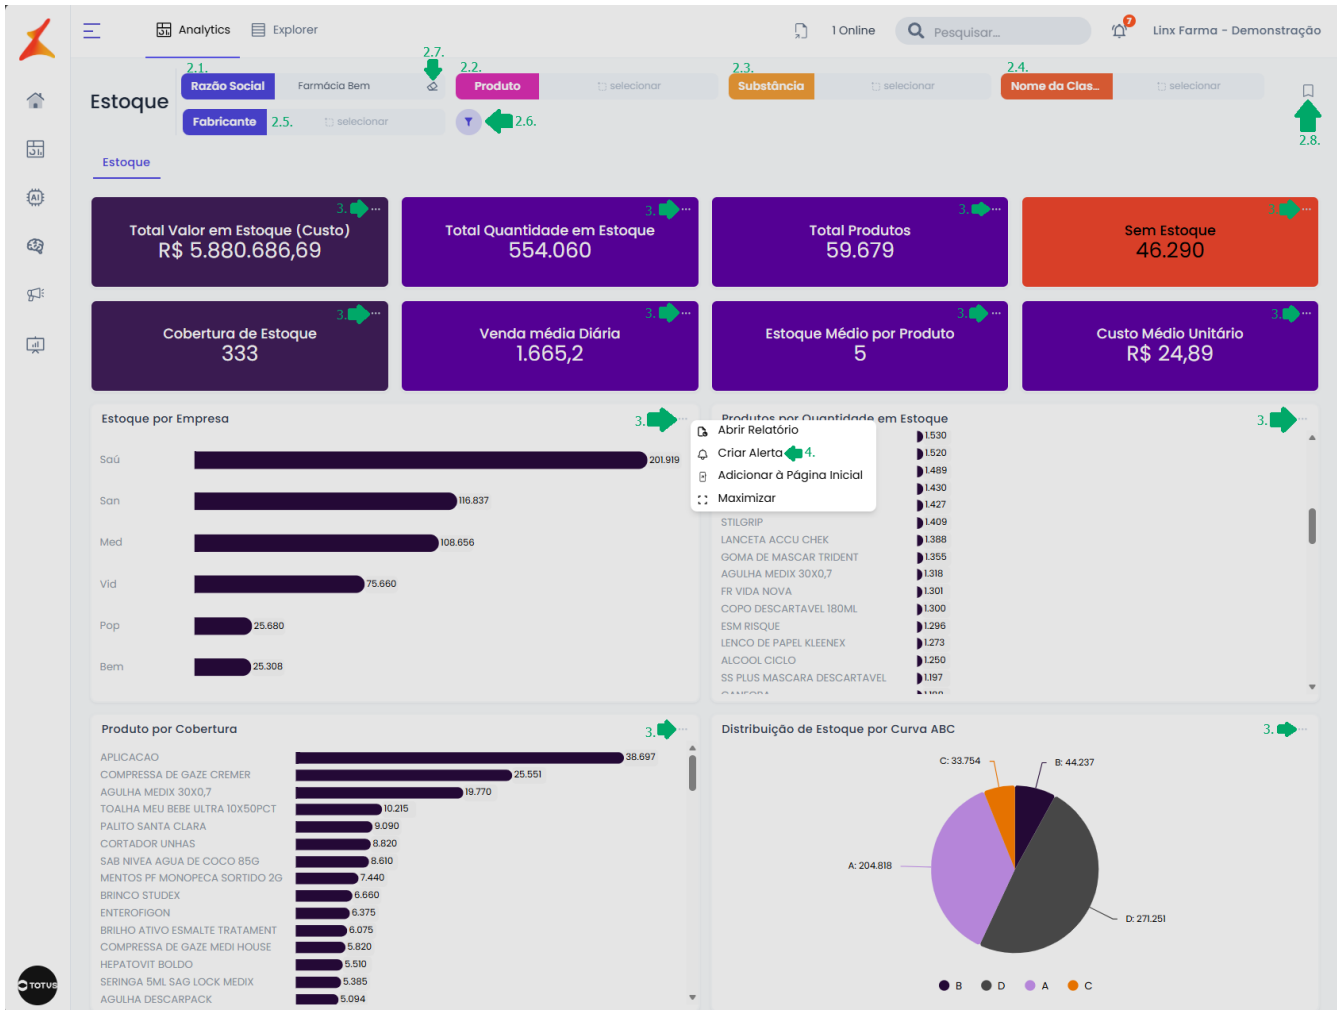 Analytics
Explorer
1 Online
Pesquisar...
7
Linx Farma - Demonstração
Estoque
2.1.
Razão Social
Farmácia Bem
2.7.
2.2.
Produto
selecionar
2.3.
Substância
selecionar
2.4.
Nome da Clas...
selecionar
2.8.
Fabricante
2.5.
selecionar
2.6.
Estoque
AI
3.
Total Valor em Estoque (Custo)
R$ 5.880.686,69
3.
Total Quantidade em Estoque
554.060
3.
Total Produtos
59.679
3.
Sem Estoque
46.290
3.
Cobertura de Estoque
333
3.
Venda média Diária
1.665,2
3.
Estoque Médio por Produto
5
3.
Custo Médio Unitário
R$ 24,89
Estoque por Empresa
3.
Saú
201.919
San
116.837
Med
108.656
Vid
75.660
Pop
25.680
Bem
25.308
Abrir Relatório
Criar Alerta
4.
Adicionar à Página Inicial
Maximizar
Produtos por Quantidade em Estoque
3.
1.530
1.520
1.489
1.430
1.427
STILGRIP 1.409
LANCETA ACCU CHEK 1.388
GOMA DE MASCAR TRIDENT 1.355
AGULHA MEDIX 30X0,7 1.318
FR VIDA NOVA 1.301
COPO DESCARTAVEL 180ML 1.300
ESM RISQUE 1.296
LENCO DE PAPEL KLEENEX 1.273
ALCOOL CICLO 1.250
SS PLUS MASCARA DESCARTAVEL 1.197
Produto por Cobertura
3.
APLICACAO 38.697
COMPRESSA DE GAZE CREMER 25.551
AGULHA MEDIX 30X0,7 19.770
TOALHA MEU BEBE ULTRA 10X50PCT 10.215
PALITO SANTA CLARA 9.090
CORTADOR UNHAS 8.820
SAB NIVEA AGUA DE COCO 85G 8.610
MENTOS PF MONOPECA SORTIDO 2G 7.440
BRINCO STUDEX 6.660
ENTEROFIGON 6.375
BRILHO ATIVO ESMALTE TRATAMENT 6.075
COMPRESSA DE GAZE MEDI HOUSE 5.820
HEPATOVIT BOLDO 5.510
SERINGA 5ML SAG LOCK MEDIX 5.385
AGULHA DESCARPACK 5.094
Distribuição de Estoque por Curva ABC
3.
C: 33.754
B: 44.237
A: 204.818
D: 271.251
B D A C
TOTVS